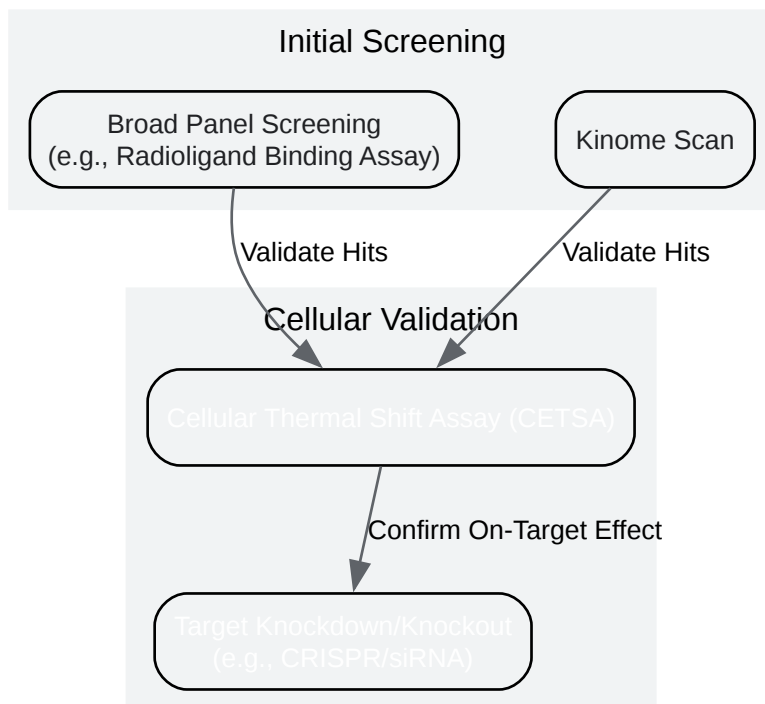 Initial Screening
Broad Panel Screening
(e.g., Radioligand Binding Assay)
Kinome Scan
Validate Hits
Validate Hits
Cellular Validation
Cellular Thermal Shift Assay (CETSA)
Confirm On-Target Effect
Target Knockdown/Knockout
(e.g., CRISPR/siRNA)